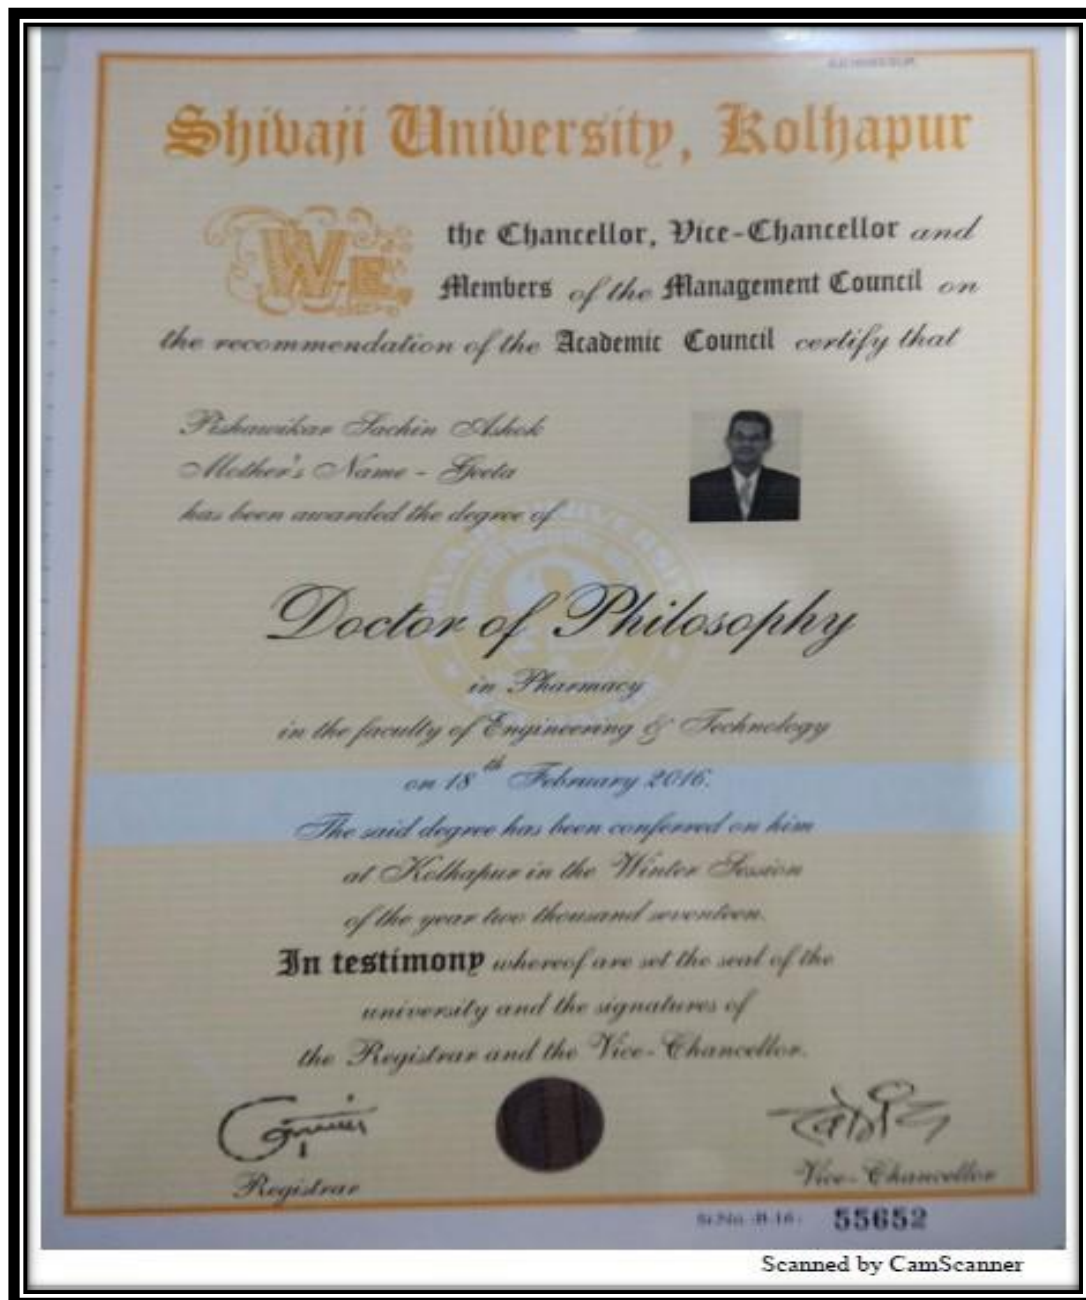 Shivaji University, Kolhapur
WE, the Chancellor, Vice-Chancellor and
Members of the Management Council on
the recommendation of the Academic Council certify that
Pishawikar Sachin Ashok
Mother's Name - Geeta
has been awarded the degree of
Doctor of Philosophy
in Pharmacy
in the faculty of Engineering & Technology
on 18th February 2016.
The said degree has been conferred on him
at Kolhapur in the Winter Session
of the year two thousand seventeen.
In testimony whereof are set the seal of the
university and the signatures of
the Registrar and the Vice-Chancellor.
Registrar
Vice-Chancellor
Sr.No.-B-16- 55652
Scanned by CamScanner